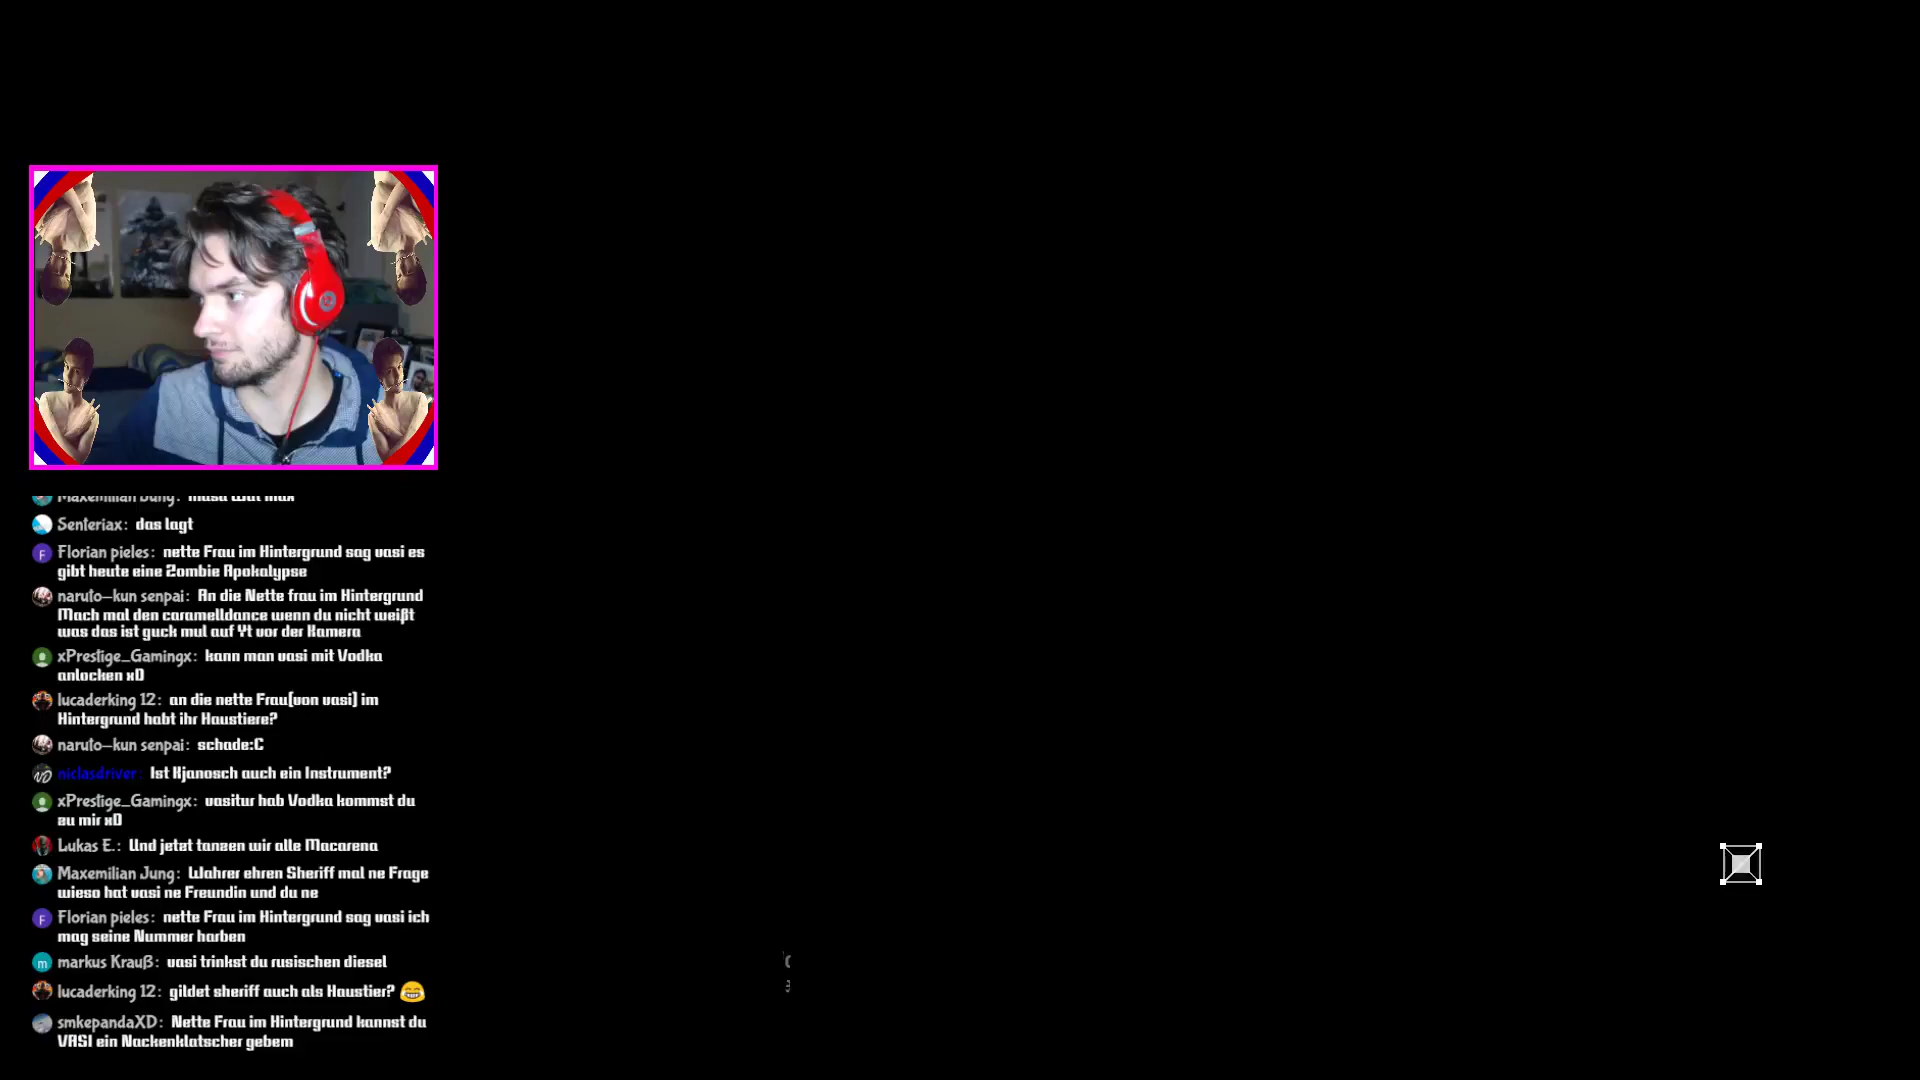 Maxemilian Jung:
Senteriax: das lagt
Florian pieles: nette Frau im Hintergrund sag vasi es
gibt heute eine Zombie Apokalypse
naruto-kun senpai: An die Nette frau im Hintergrund
Mach mal den caramelldance wenn du nicht weißt
was das ist guck mul auf Yt vor der Kamera
xPrestige_Gamingx: kann man vasi mit Vodka
anlocken xD
lucaderking 12: an die nette Frau(von vasi) im
Hintergrund habt ihr Haustiere?
naruto-kun senpai: schade:C
niclasdriver: Ist Kjanosch auch ein Instrument?
xPrestige_Gamingx: vasitur hab Vodka kommst du
zu mir xD
Lukas E.: Und jetzt tanzen wir alle Macarena
Maxemilian Jung: Wahrer ehren Sheriff mal ne Frage
wieso hat vasi ne Freundin und du ne
Florian pieles: nette Frau im Hintergrund sag vasi ich
mag seine Nummer harben
markus Krauß: vasi trinkst du rusischen diesel
lucaderking 12: gildet sheriff auch als Haustier? 😂
smkepandaXD: Nette Frau im Hintergrund kannst du
VASI ein Nackenklatscher gebem